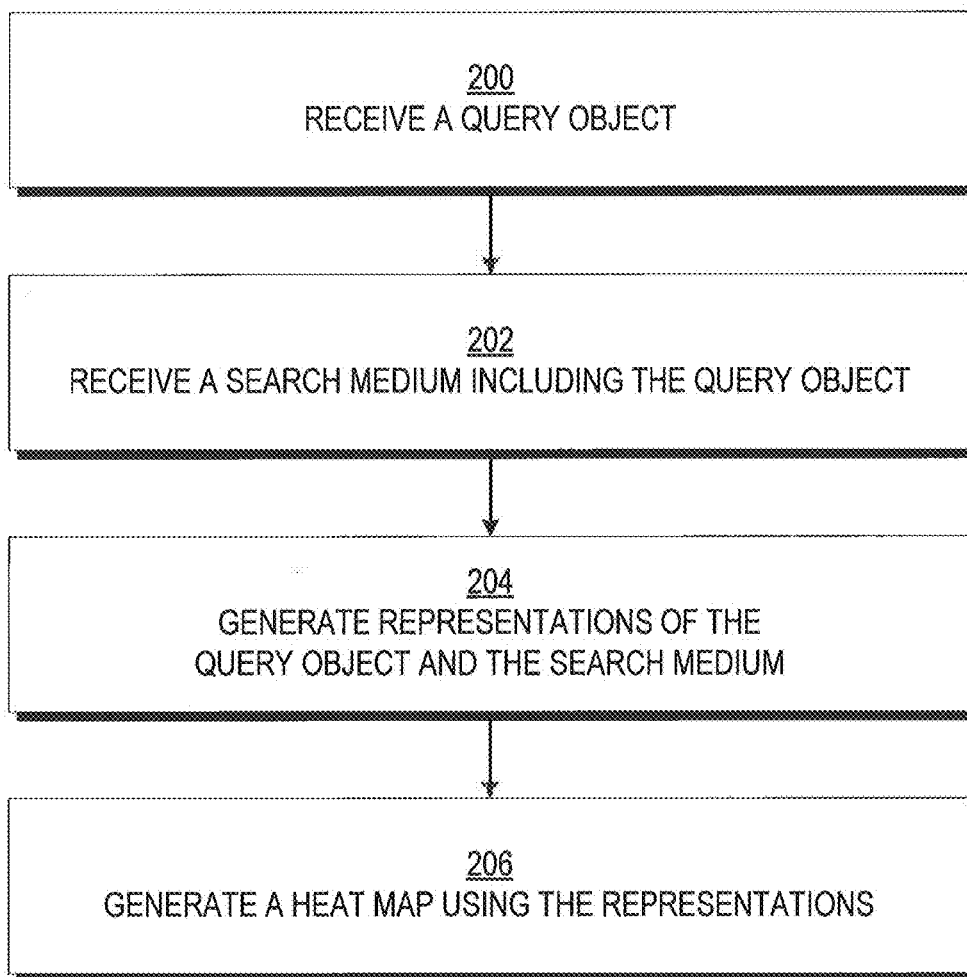 200
RECEIVE A QUERY OBJECT
202
RECEIVE A SEARCH MEDIUM INCLUDING THE QUERY OBJECT
204
GENERATE REPRESENTATIONS OF THE
QUERY OBJECT AND THE SEARCH MEDIUM
206
GENERATE A HEAT MAP USING THE REPRESENTATIONS